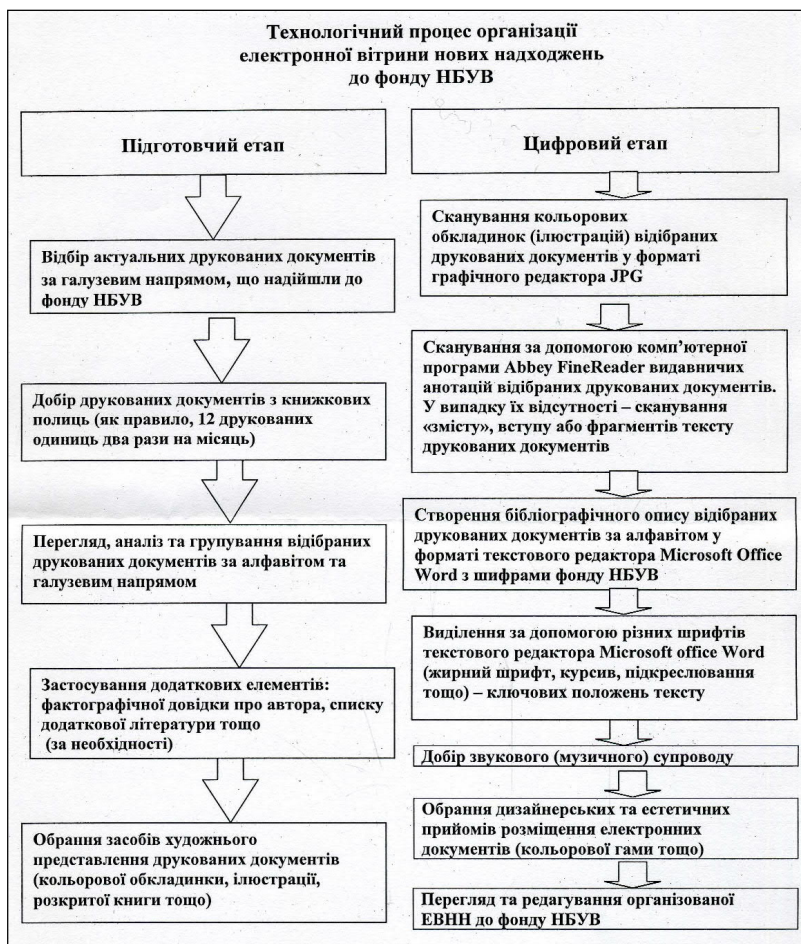 Технологічний процес організації
електронної вітрини нових надходжень
до фонду НБУВ
Підготовчий етап
Відбір актуальних друкованих документів
за галузевим напрямом, що надійшли до
фонду НБУВ
Добір друкованих документів з книжкових
полиць (як правило, 12 друкованих
одиниць два рази на місяць)
Перегляд, аналіз та групування відібраних
друкованих документів за алфавітом та
галузевим напрямом
Застосування додаткових елементів:
фактографічної довідки про автора, списку
додаткової літератури тощо
(за необхідності)
Обрання засобів художнього
представлення друкованих документів
(кольорової обкладинки, ілюстрації,
розкритої книги тощо)
Цифровий етап
Сканування кольорових
обкладинок (ілюстрацій) відібраних
друкованих документів у форматі
графічного редактора JPG
Сканування за допомогою комп’ютерної
програми Abbey FineReader видавничих
анотацій відібраних друкованих документів.
У випадку їх відсутності – сканування
«змісту», вступу або фрагментів тексту
друкованих документів
Створення бібліографічного опису відібраних
друкованих документів за алфавітом у
форматі текстового редактора Microsoft Office
Word з шифрами фонду НБУВ
Виділення за допомогою різних шрифтів
текстового редактора Microsoft office Word
(жирний шрифт, курсив, підкреслювання
тощо) – ключових положень тексту
Добір звукового (музичного) супроводу
Обрання дизайнерських та естетичних
прийомів розміщення електронних
документів (кольорової гами тощо)
Перегляд та редагування організованої
ЕВНН до фонду НБУВ